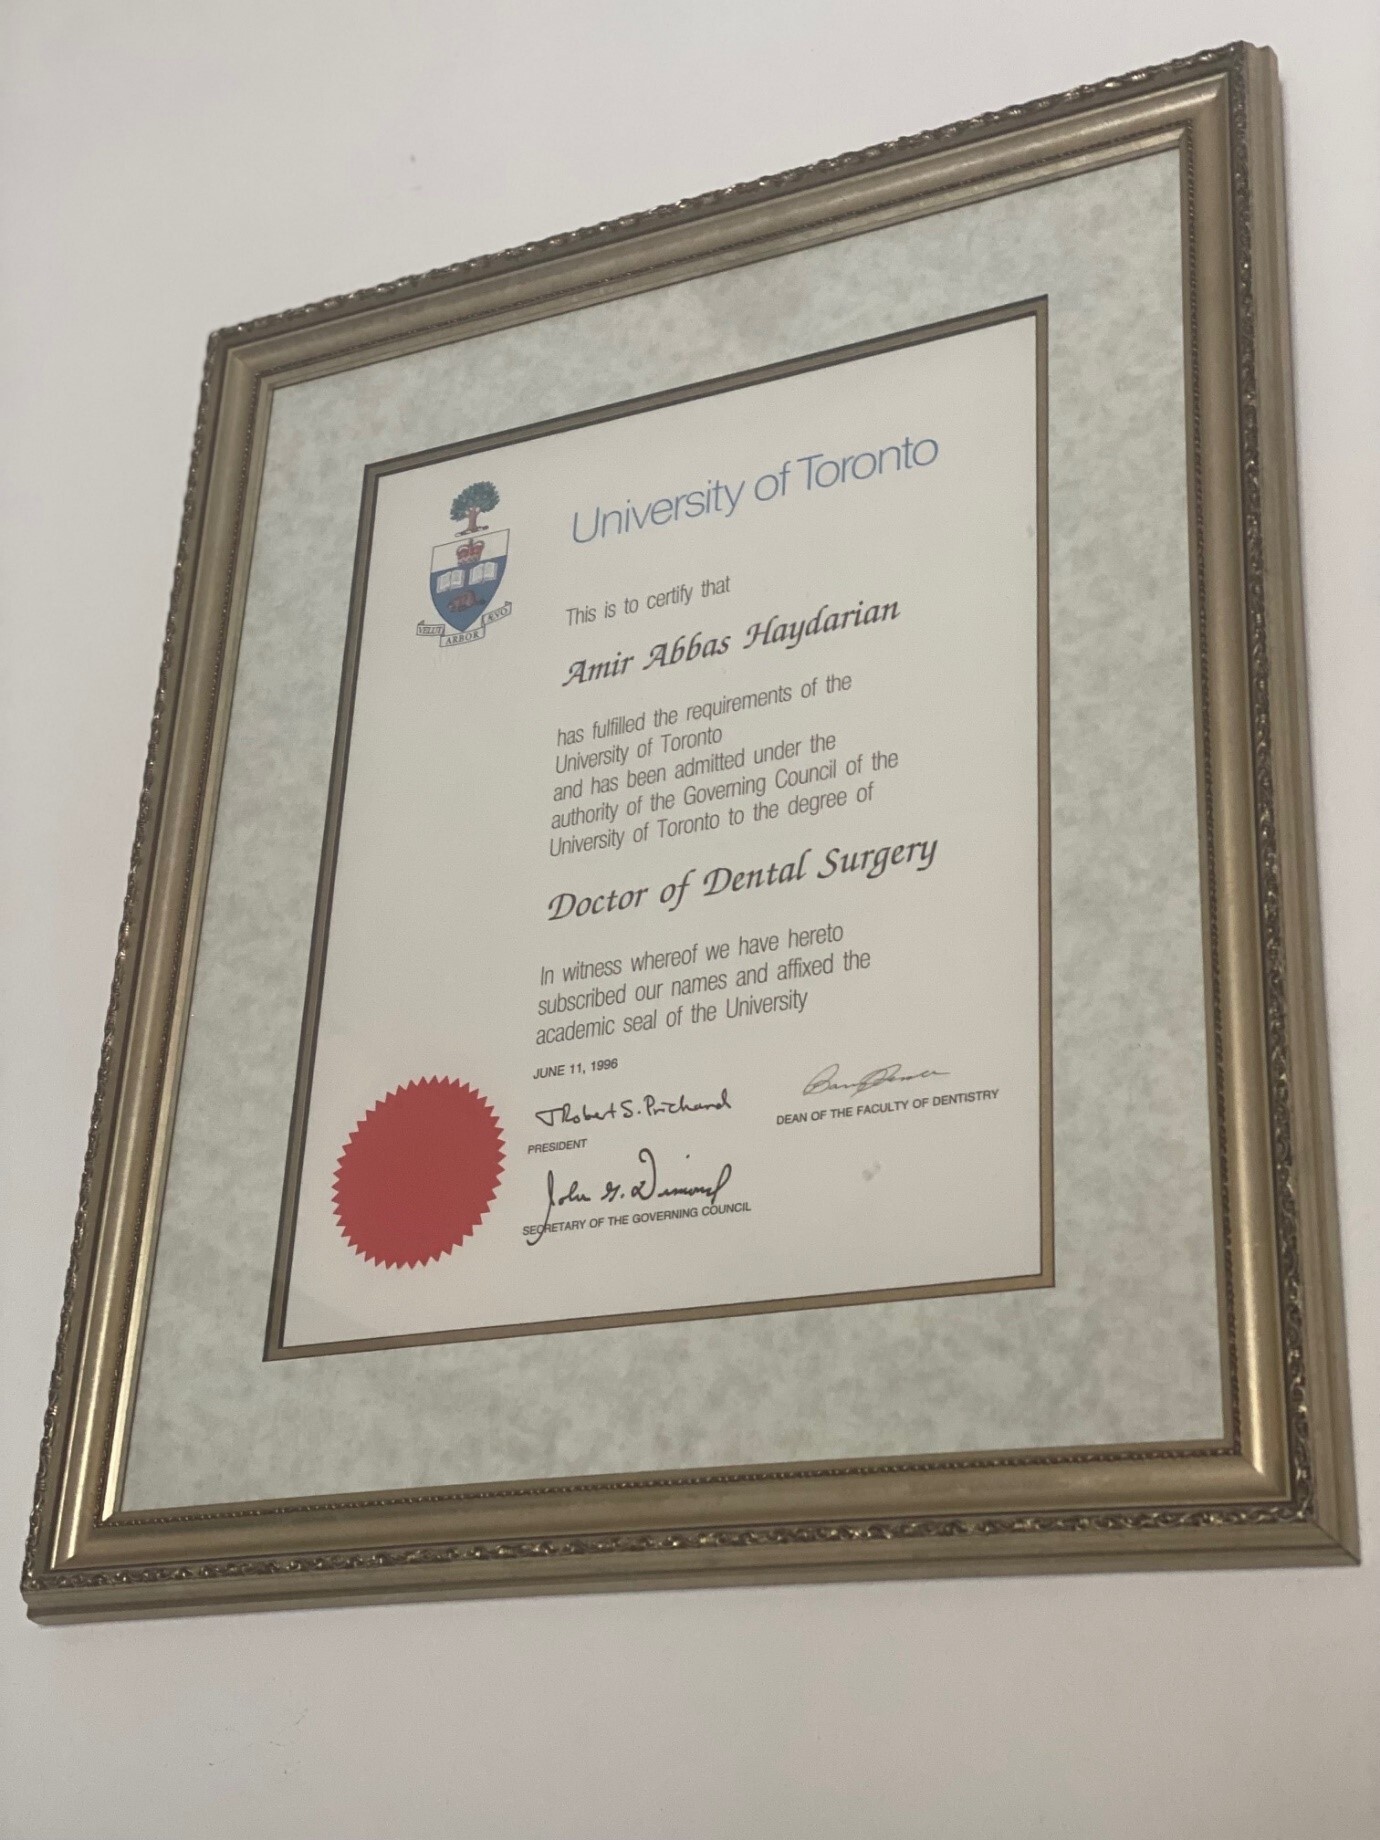 University of Toronto
VELUT ARBOR ÆVO
This is to certify that
Amir Abbas Haydarian
has fulfilled the requirements of the
University of Toronto
and has been admitted under the
authority of the Governing Council of the
University of Toronto to the degree of
Doctor of Dental Surgery
In witness whereof we have hereto
subscribed our names and affixed the
academic seal of the University
JUNE 11, 1996
J Robert S. Prichard
PRESIDENT
DEAN OF THE FACULTY OF DENTISTRY
John G. Dimond
SECRETARY OF THE GOVERNING COUNCIL